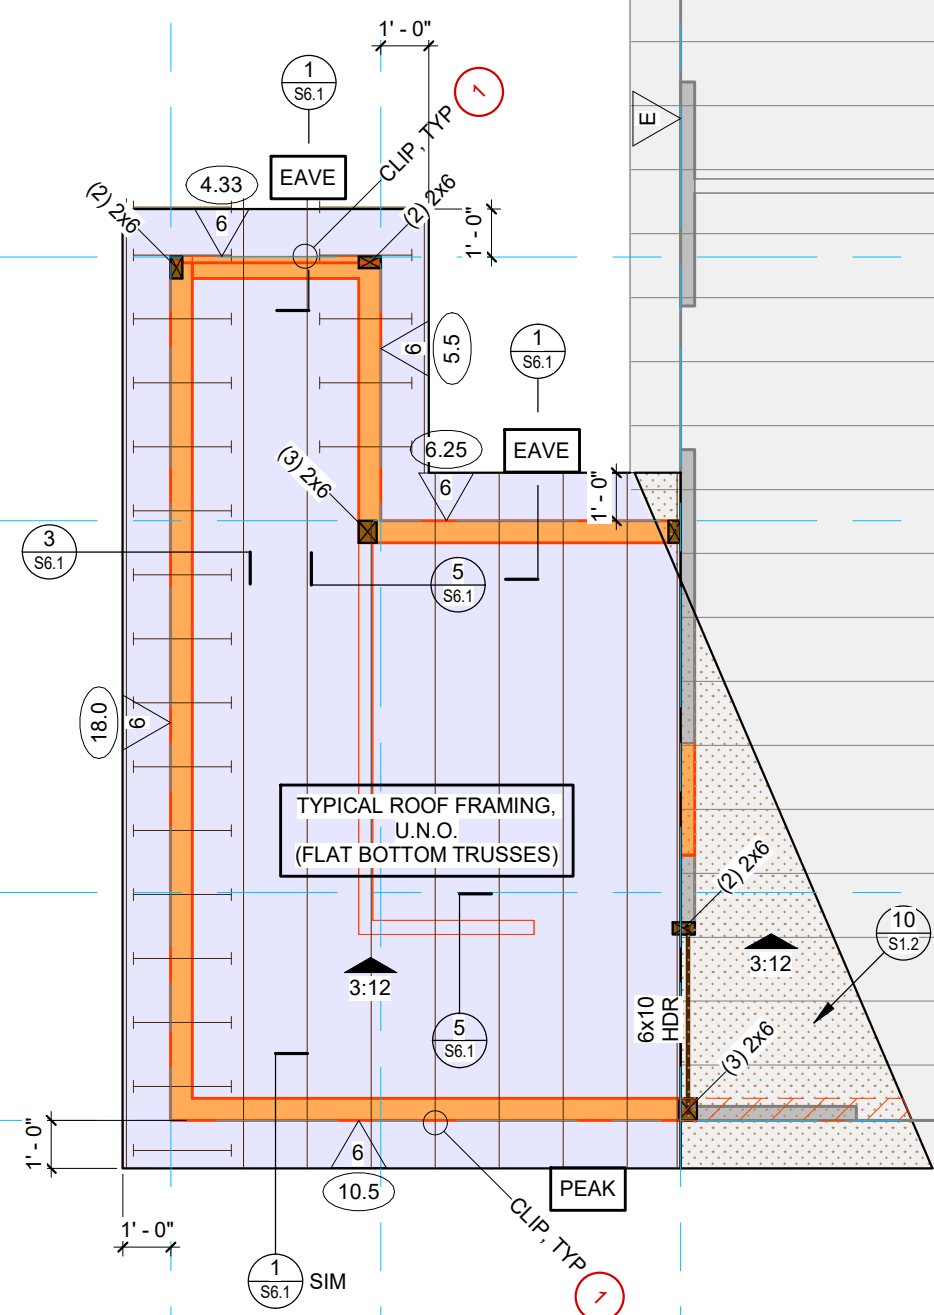 1' - 0"
1
S6.1
1
CLIP, TYP
E
EAVE
4.33
(2) 2x6
(2) 2x6
6
1' - 0"
1
S6.1
6
5.5
6.25
EAVE
(3) 2x6
6
1' - 0"
3
S6.1
5
S6.1
18.0
6
TYPICAL ROOF FRAMING,
U.N.O.
(FLAT BOTTOM TRUSSES)
(2) 2x6
10
S1.2
3:12
3:12
6x10
HDR
5
S6.1
(3) 2x6
1' - 0"
6
10.5
PEAK
CLIP, TYP
1' - 0"
1
S6.1
SIM
1